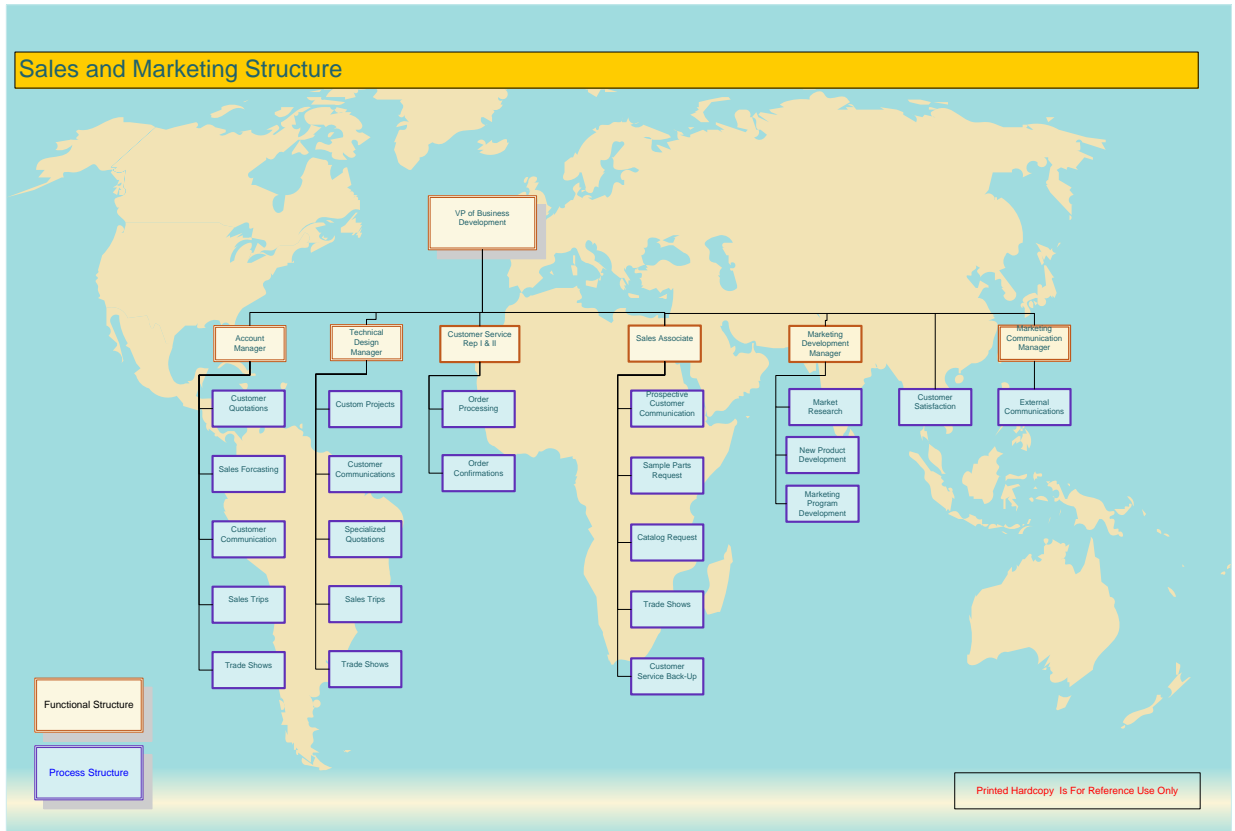 Sales and Marketing Structure
VP of Business
Development
Account
Manager
Technical
Design
Manager
Customer Service
Rep I & II
Sales Associate
Marketing
Development
Manager
Marketing
Communication
Manager
Customer
Quotations
Sales Forcasting
Customer
Communication
Sales Trips
Trade Shows
Custom Projects
Customer
Communications
Specialized
Quotations
Sales Trips
Trade Shows
Order
Processing
Order
Confirmations
Prospective
Customer
Communication
Sample Parts
Request
Catalog Request
Trade Shows
Customer
Service Back-Up
Market
Research
New Product
Development
Marketing
Program
Development
Customer
Satisfaction
External
Communications
Functional Structure
Process Structure
Printed Hardcopy Is For Reference Use Only